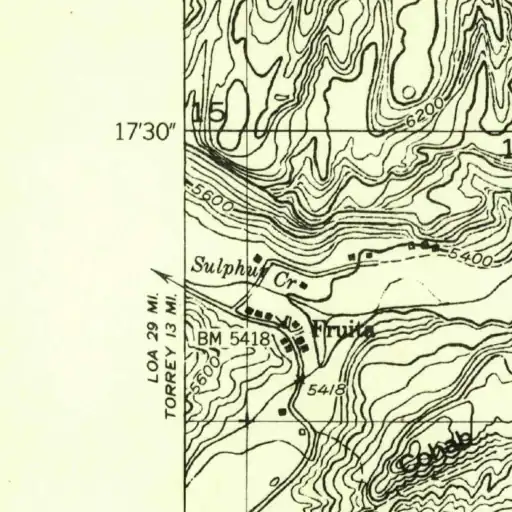 15
17'30"
6200
5600
Sulphur Cr
5400
LOA 29 MI.
TORREY 13 MI.
Fruita
BM 5418
5600
5418